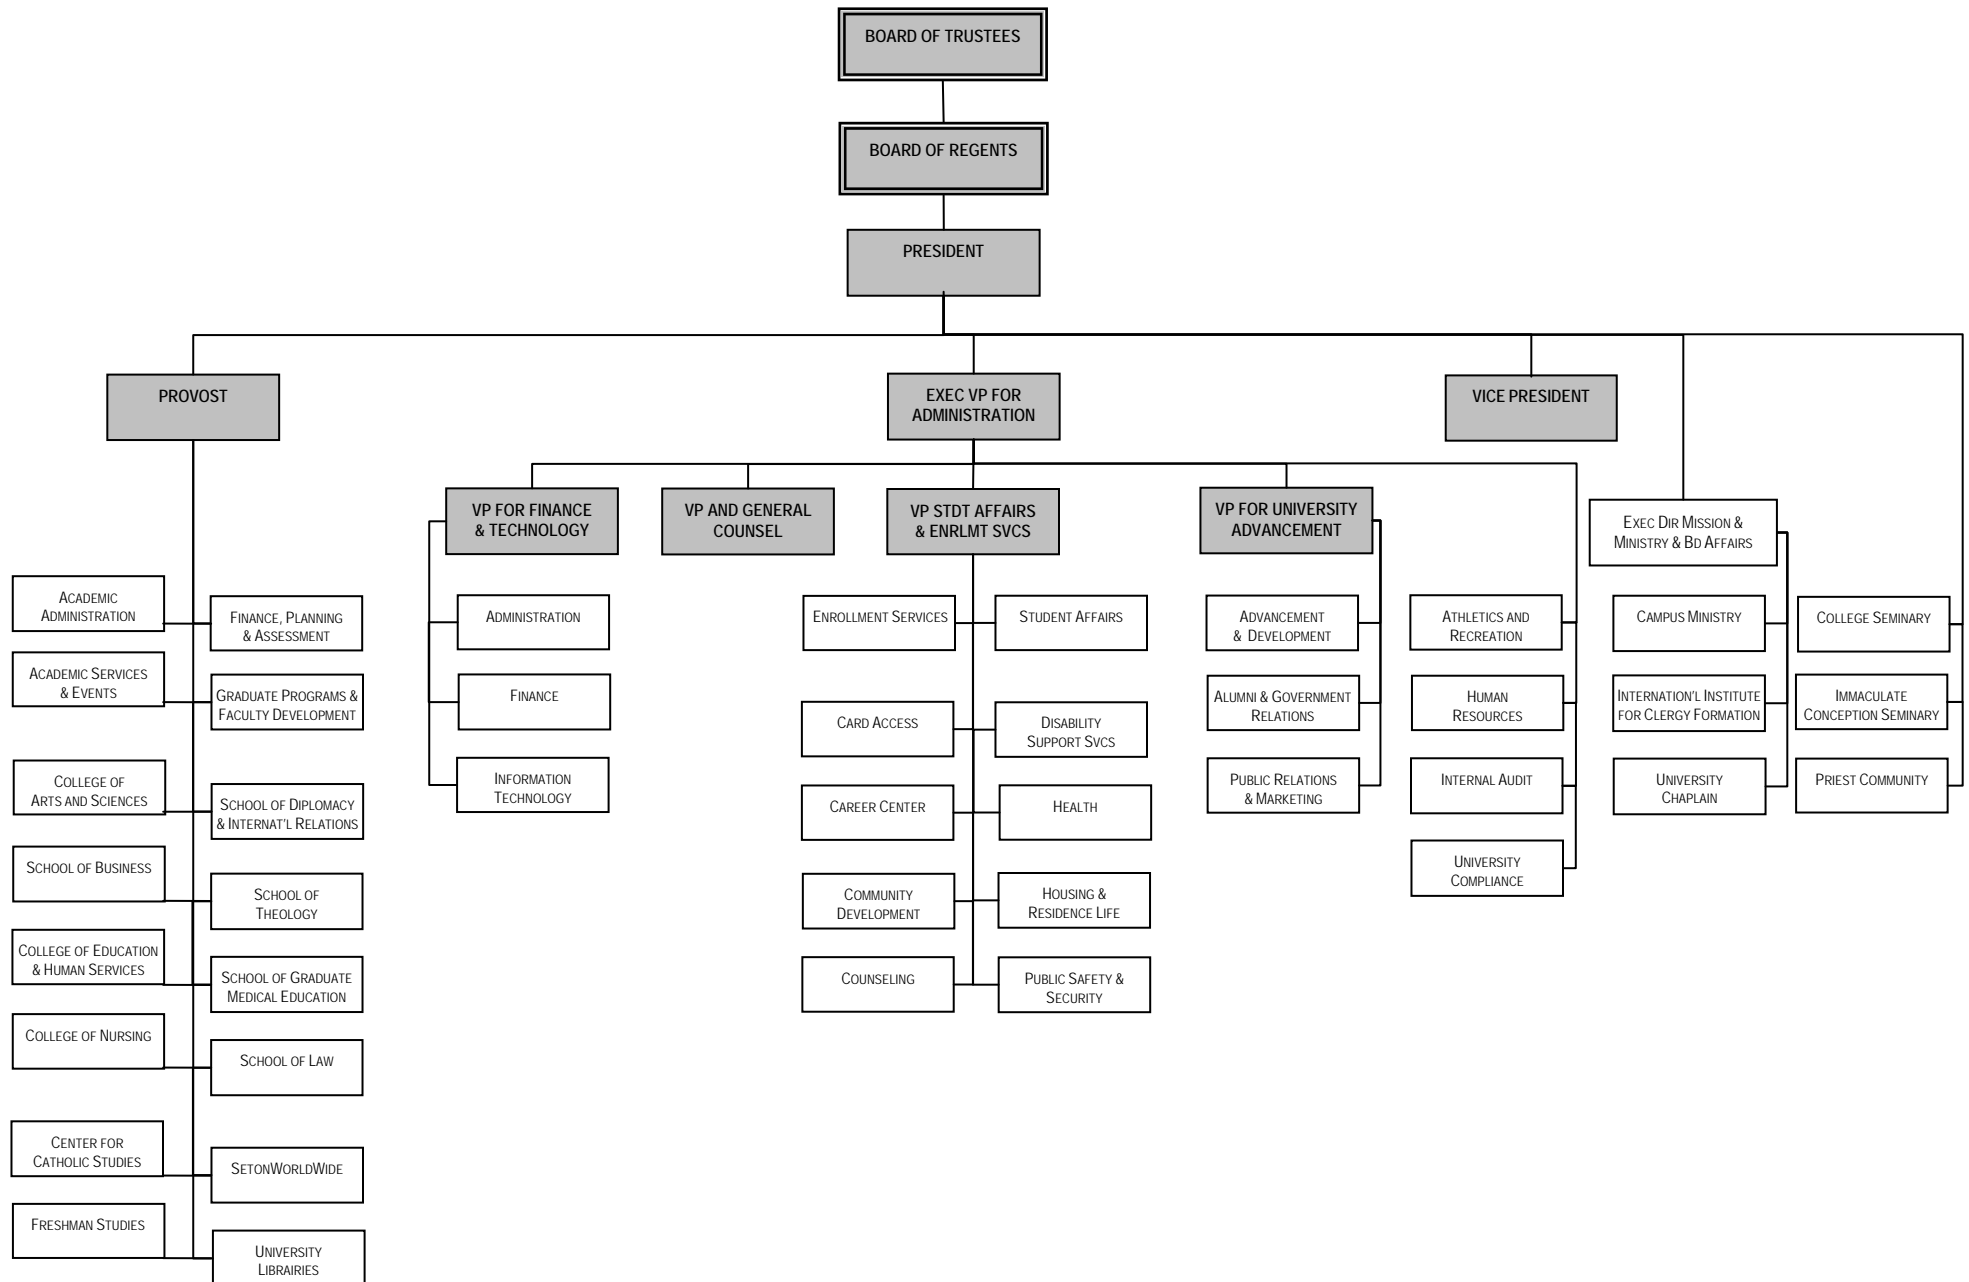 BOARD OF TRUSTEES
BOARD OF REGENTS
PRESIDENT
PROVOST
EXEC VP FOR
ADMINISTRATION
VICE PRESIDENT
VP FOR FINANCE
& TECHNOLOGY
VP AND GENERAL
COUNSEL
VP STDT AFFAIRS
& ENRLMT SVCS
VP FOR UNIVERSITY
ADVANCEMENT
EXEC DIR MISSION &
MINISTRY & BD AFFAIRS
ACADEMIC
ADMINISTRATION
FINANCE, PLANNING
& ASSESSMENT
ACADEMIC SERVICES
& EVENTS
GRADUATE PROGRAMS &
FACULTY DEVELOPMENT
COLLEGE OF
ARTS AND SCIENCES
SCHOOL OF DIPLOMACY
& INTERNAT'L RELATIONS
SCHOOL OF BUSINESS
SCHOOL OF
THEOLOGY
COLLEGE OF EDUCATION
& HUMAN SERVICES
SCHOOL OF GRADUATE
MEDICAL EDUCATION
COLLEGE OF NURSING
SCHOOL OF LAW
CENTER FOR
CATHOLIC STUDIES
SETONWORLDWIDE
FRESHMAN STUDIES
UNIVERSITY
LIBRAIRIES
ADMINISTRATION
FINANCE
INFORMATION
TECHNOLOGY
ENROLLMENT SERVICES
STUDENT AFFAIRS
CARD ACCESS
DISABILITY
SUPPORT SVCS
CAREER CENTER
HEALTH
COMMUNITY
DEVELOPMENT
HOUSING &
RESIDENCE LIFE
COUNSELING
PUBLIC SAFETY &
SECURITY
ADVANCEMENT
& DEVELOPMENT
ALUMNI & GOVERNMENT
RELATIONS
PUBLIC RELATIONS
& MARKETING
ATHLETICS AND
RECREATION
HUMAN
RESOURCES
INTERNAL AUDIT
UNIVERSITY
COMPLIANCE
CAMPUS MINISTRY
INTERNATION'L INSTITUTE
FOR CLERGY FORMATION
UNIVERSITY
CHAPLAIN
COLLEGE SEMINARY
IMMACULATE
CONCEPTION SEMINARY
PRIEST COMMUNITY